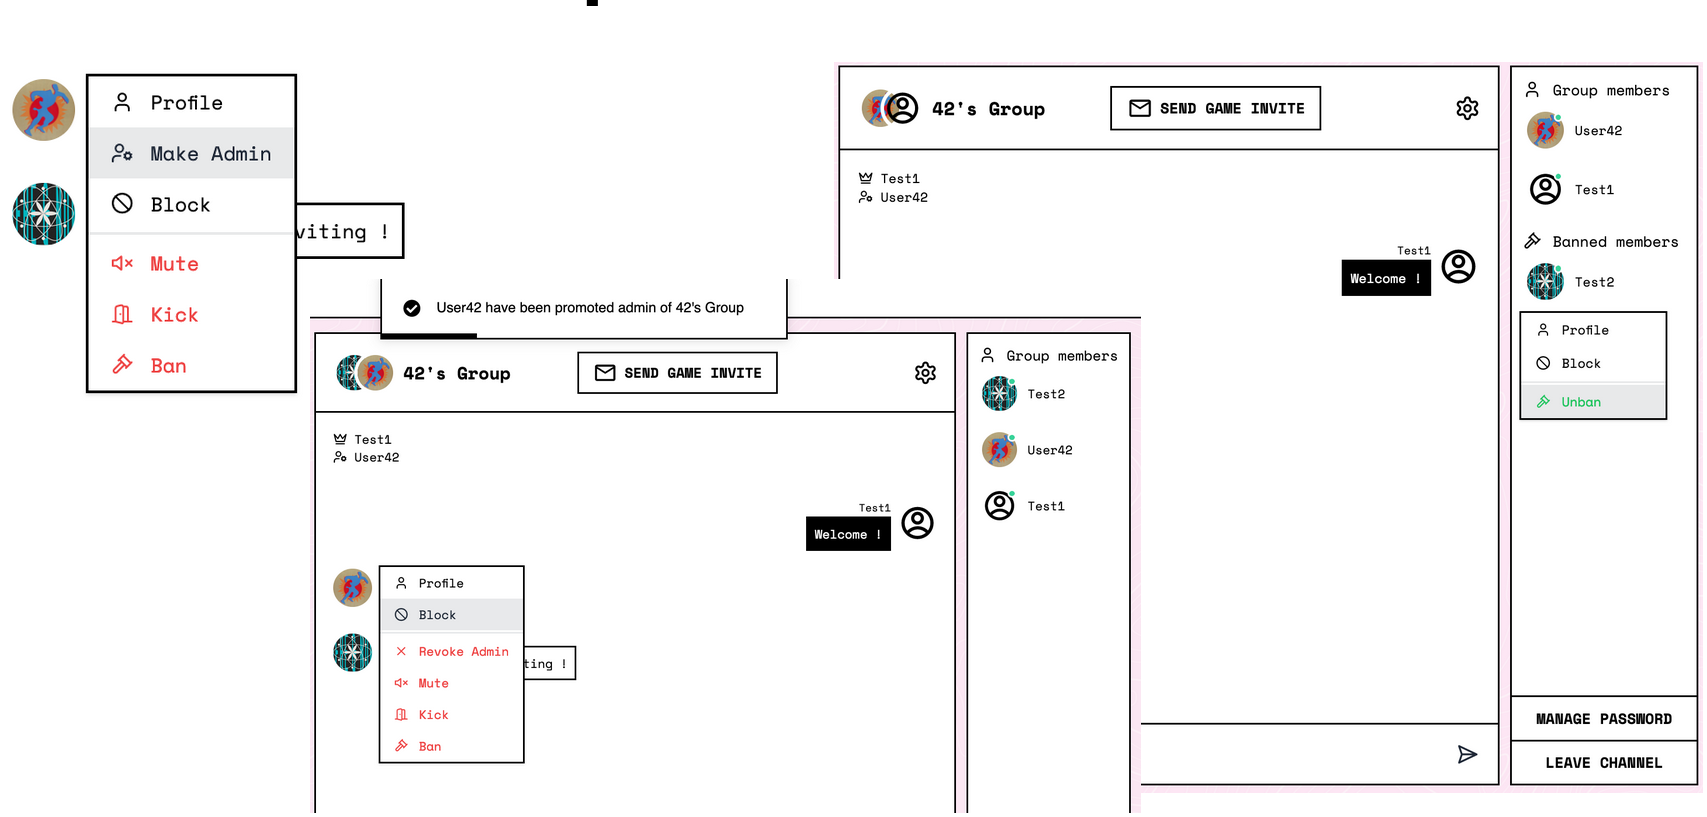 Profile
Make Admin
Block
Mute
Kick
Ban
viting !
User42 have been promoted admin of 42's Group
42's Group
SEND GAME INVITE
Test1
User42
Test1
Welcome !
Profile
Block
Revoke Admin
Mute
Kick
Ban
ting !
Group members
Test2
User42
Test1
42's Group
SEND GAME INVITE
Test1
User42
Test1
Welcome !
Group members
User42
Test1
Banned members
Test2
Profile
Block
Unban
MANAGE PASSWORD
LEAVE CHANNEL